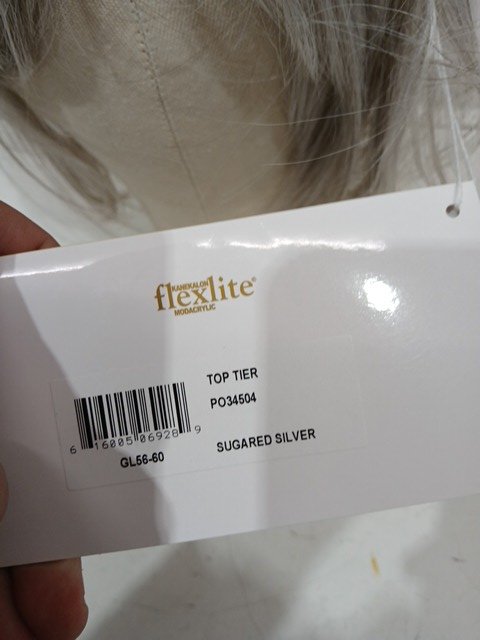 KANEKALON
flexlite®
MODACRYLIC
TOP TIER
PO34504
6 16005 06928 9
GL56-60
SUGARED SILVER